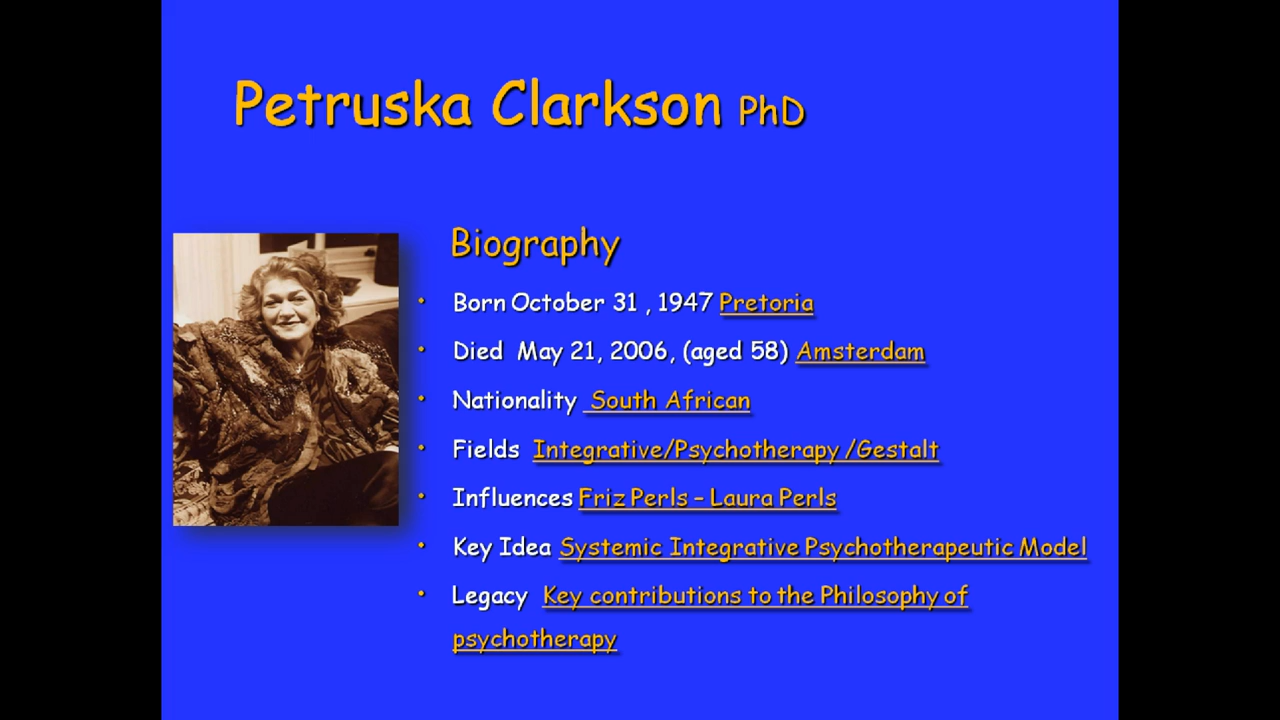 Petruska Clarkson PhD
Biography
• Born October 31 , 1947 Pretoria
• Died May 21, 2006, (aged 58) Amsterdam
• Nationality South African
• Fields Integrative/Psychotherapy /Gestalt
• Influences Friz Perls – Laura Perls
• Key Idea Systemic Integrative Psychotherapeutic Model
• Legacy Key contributions to the Philosophy of
psychotherapy